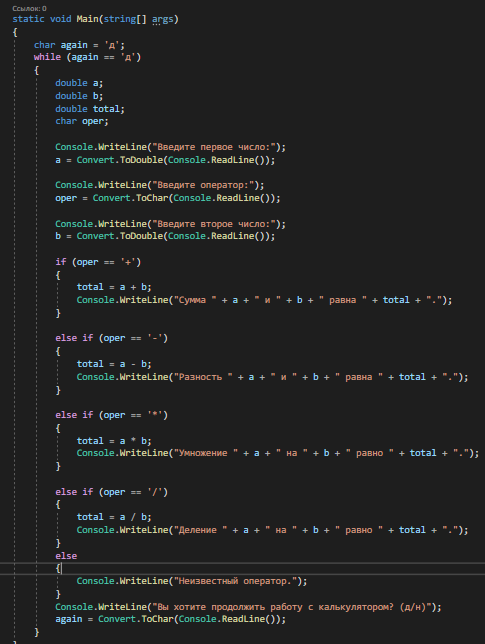 Ссылок: 0
static void Main(string[] args)
{
char again = 'д';
while (again == 'д')
{
double a;
double b;
double total;
char oper;
Console.WriteLine("Введите первое число:");
a = Convert.ToDouble(Console.ReadLine());
Console.WriteLine("Введите оператор:");
oper = Convert.ToChar(Console.ReadLine());
Console.WriteLine("Введите второе число:");
b = Convert.ToDouble(Console.ReadLine());
if (oper == '+')
{
total = a + b;
Console.WriteLine("Сумма " + a + " и " + b + " равна " + total + ".");
}
else if (oper == '-')
{
total = a - b;
Console.WriteLine("Разность " + a + " и " + b + " равна " + total + ".");
}
else if (oper == '*')
{
total = a * b;
Console.WriteLine("Умножение " + a + " на " + b + " равно " + total + ".");
}
else if (oper == '/')
{
total = a / b;
Console.WriteLine("Деление " + a + " на " + b + " равно " + total + ".");
}
else
{
Console.WriteLine("Неизвестный оператор.");
}
Console.WriteLine("Вы хотите продолжить работу с калькулятором? (д/н)");
again = Convert.ToChar(Console.ReadLine());
}